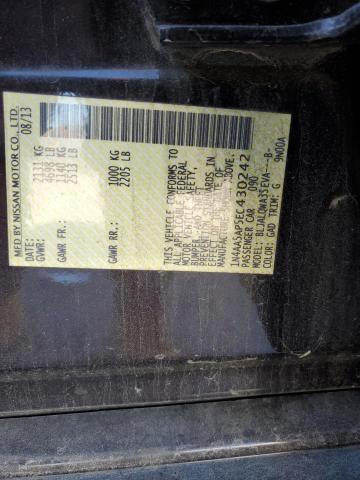 MFD BY NISSAN MOTOR CO., LTD.
08/13
GVWR: 2131 KG
4698 LB
GAWR FR: 1140 KG
2513 LB
GAWR RR: 1000 KG
2205 LB
THIS VEHICLE CONFORMS TO
ALL APPLICABLE FEDERAL
MOTOR VEHICLE SAFETY,
BUMPER, AND THEFT
PREVENTION STANDARDS IN
EFFECT ON THE DATE OF
MANUFACTURE SHOWN ABOVE.
1N4AA5AP5EC430242
PASSENGER CAR
MODEL:
COLOR: GAD TRIM: G